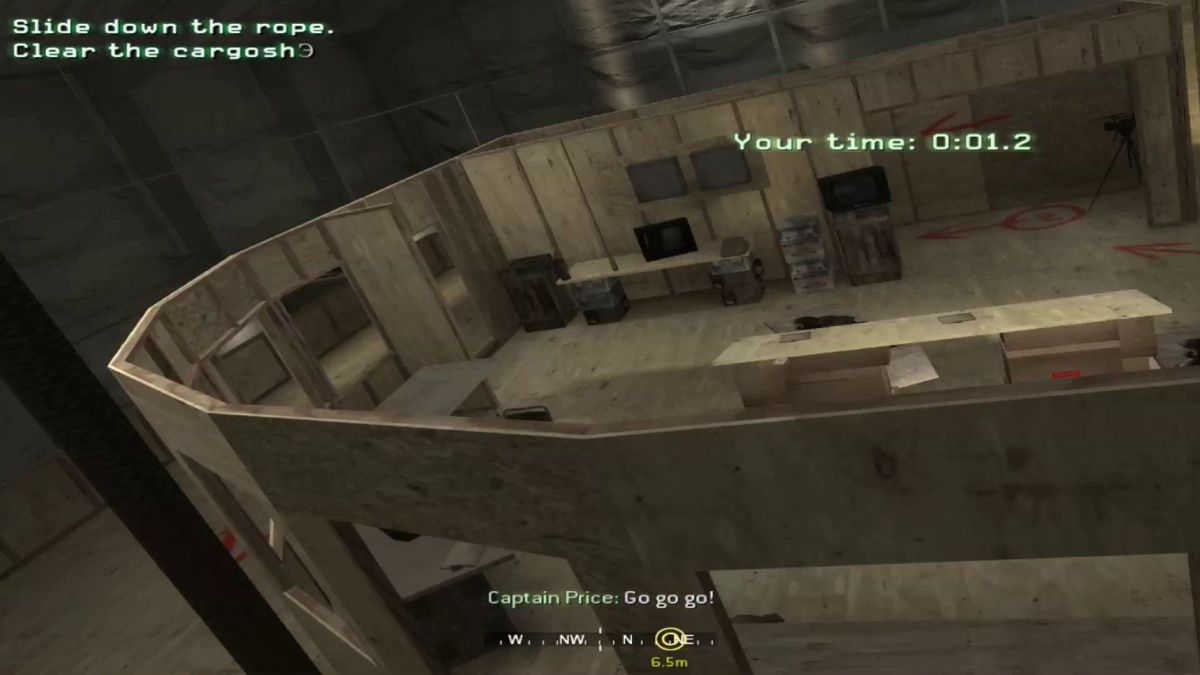 Slide down the rope.
Clear the cargosh
Your time: 0:01.2
Captain Price: Go go go!
W NW N NE
6.5m